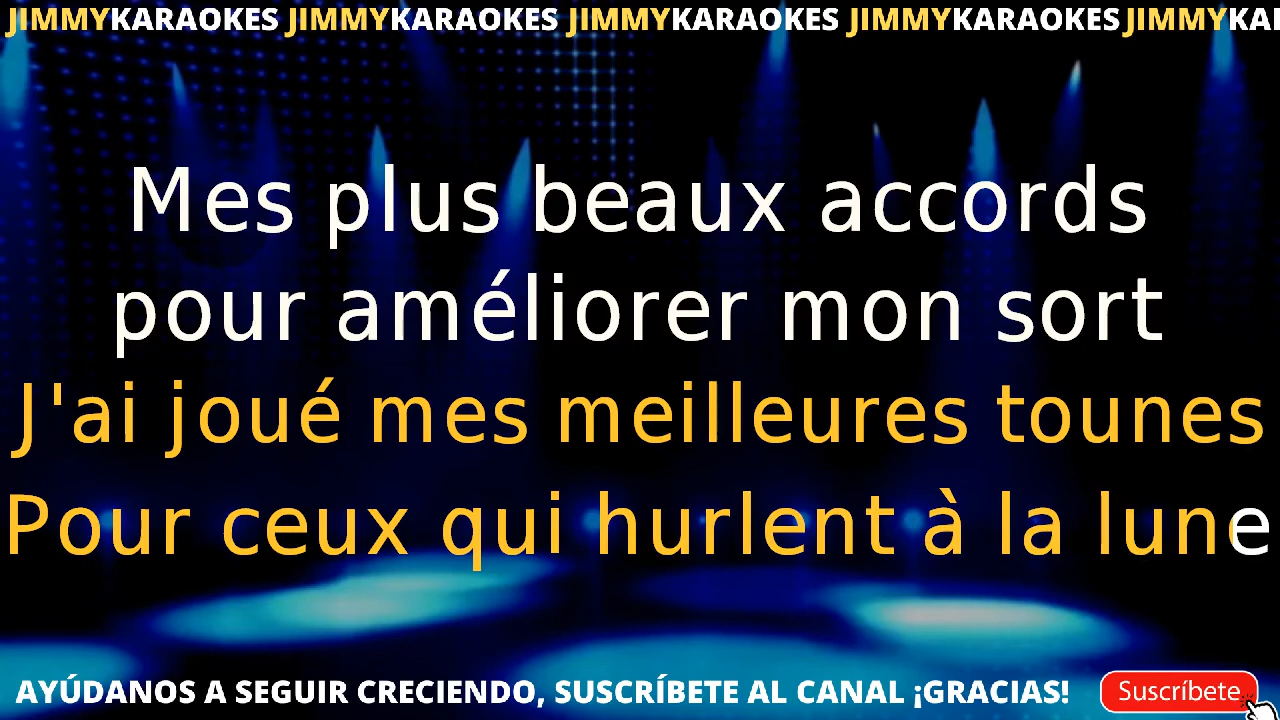 JIMMYKARAOKES JIMMYKARAOKES JIMMYKARAOKES JIMMYKARAOKES JIMMYKA
Mes plus beaux accords
pour améliorer mon sort
J'ai joué mes meilleures tounes
Pour ceux qui hurlent à la lune
AYÚDANOS A SEGUIR CRECIENDO, SUSCRÍBETE AL CANAL ¡GRACIAS! Suscríbete